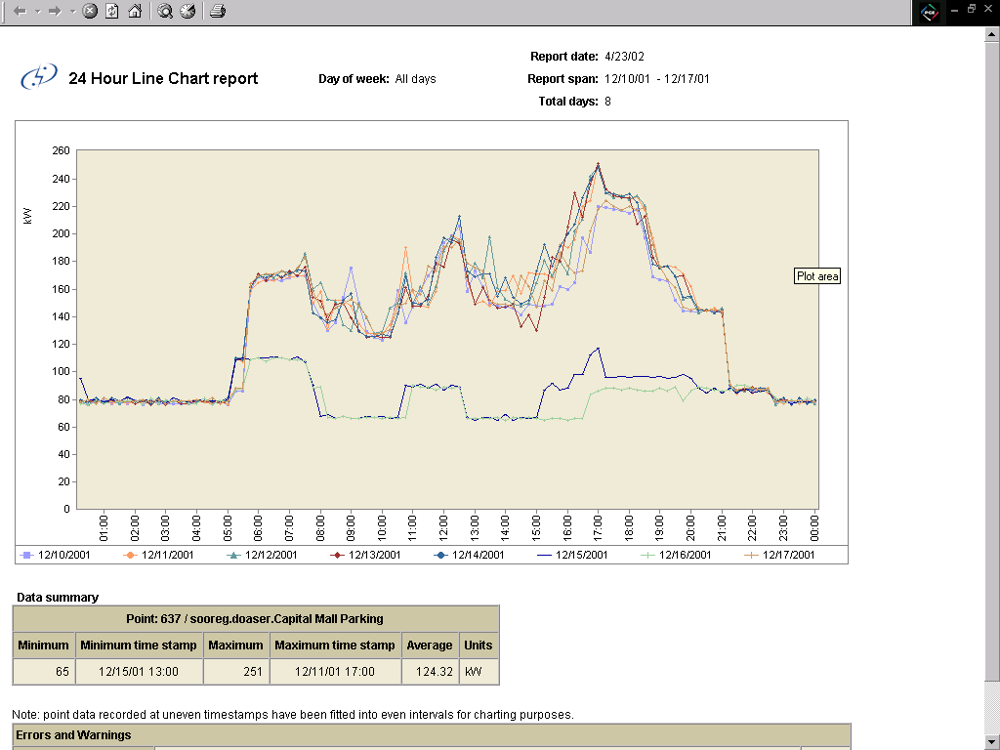 PGE
Report date: 4/23/02
24 Hour Line Chart report
Day of week: All days
Report span: 12/10/01 - 12/17/01
Total days: 8
260
240
220
200
180
160
140
120
100
80
60
40
20
0
kW
Plot area
01:00 02:00 03:00 04:00 05:00 06:00 07:00 08:00 09:00 10:00 11:00 12:00 13:00 14:00 15:00 16:00 17:00 18:00 19:00 20:00 21:00 22:00 23:00 00:00
12/10/2001 12/11/2001 12/12/2001 12/13/2001 12/14/2001 12/15/2001 12/16/2001 12/17/2001
Data summary
Point: 637 / sooreg.doaser.Capital Mall Parking
Minimum Minimum time stamp Maximum Maximum time stamp Average Units
65 12/15/01 13:00 251 12/11/01 17:00 124.32 kW
Note: point data recorded at uneven timestamps have been fitted into even intervals for charting purposes.
Errors and Warnings